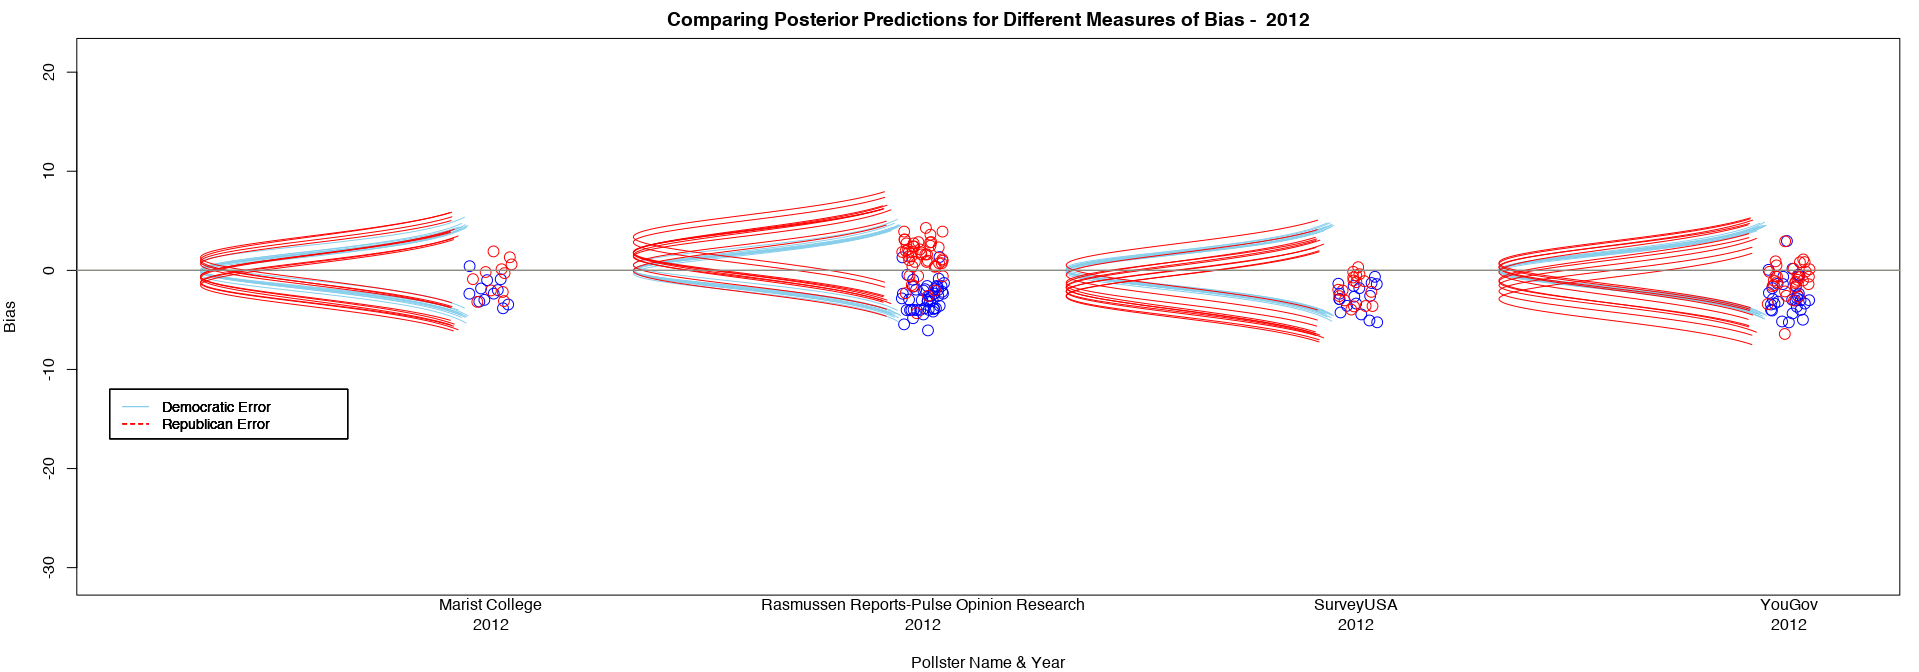 Comparing Posterior Predictions for Different Measures of Bias -  2012
20
10
0
-10
-20
-30
Bias
Democratic Error
Republican Error
Marist College
2012
Rasmussen Reports-Pulse Opinion Research
2012
SurveyUSA
2012
YouGov
2012
Pollster Name & Year